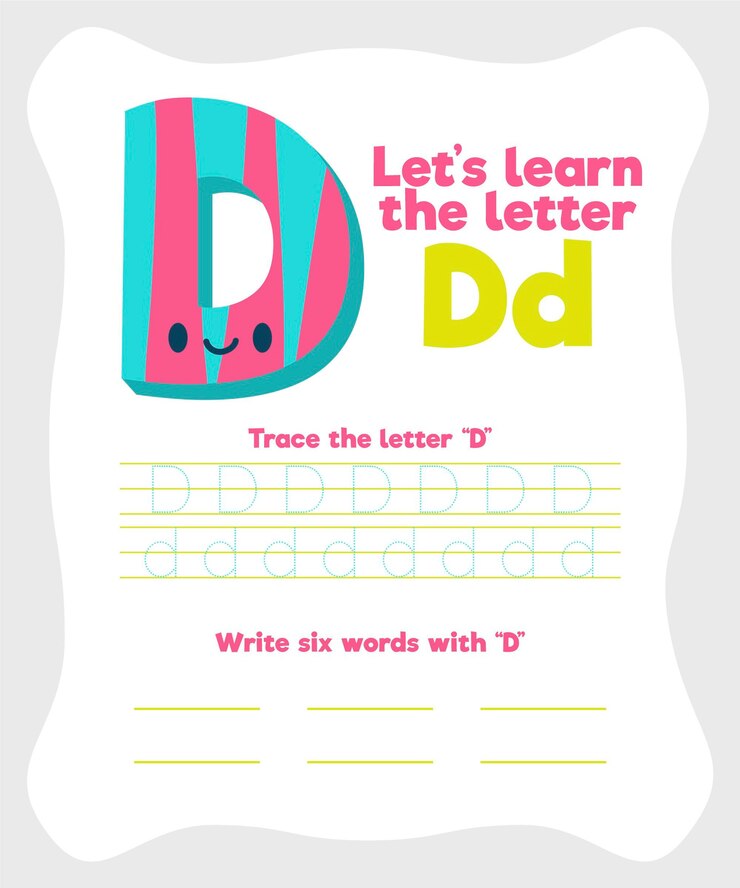 D
Let's learn
the letter
Dd
Trace the letter “D”
D D D D D D D
d d d d d d d d
Write six words with “D”